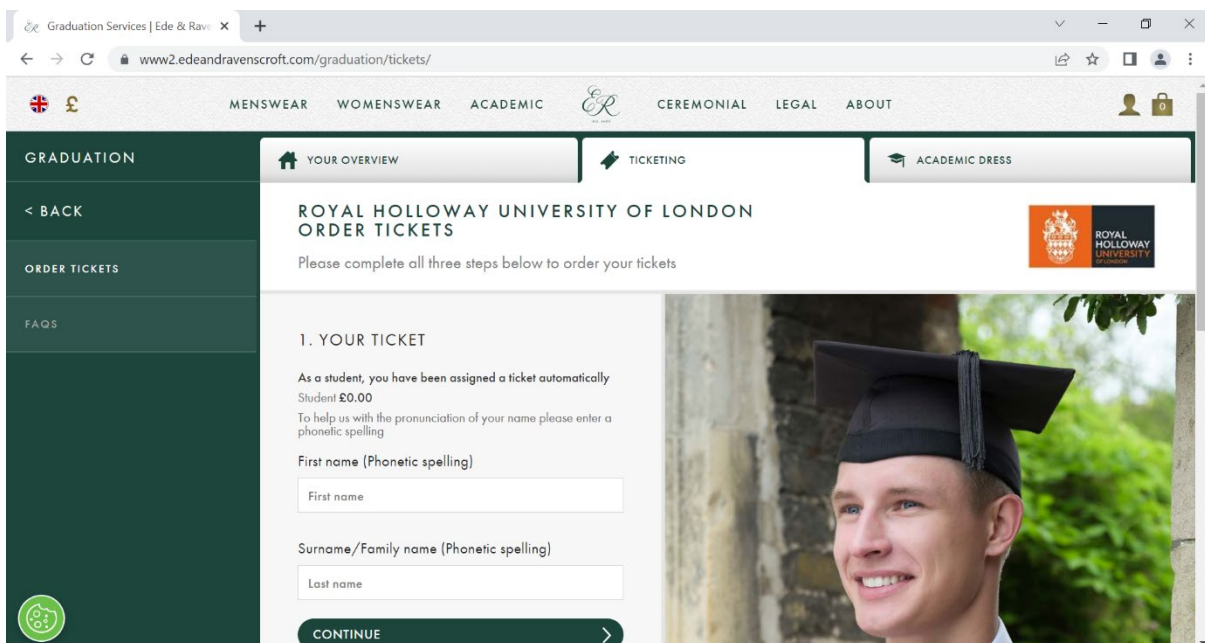 Graduation Services | Ede & Rave
www2.edeandravenscroft.com/graduation/tickets/
£
MENSWEAR WOMENSWEAR ACADEMIC ER CEREMONIAL LEGAL ABOUT
0
GRADUATION
YOUR OVERVIEW
TICKETING
ACADEMIC DRESS
< BACK
ORDER TICKETS
FAQS
ROYAL HOLLOWAY UNIVERSITY OF LONDON
ORDER TICKETS
Please complete all three steps below to order your tickets
ROYAL
HOLLOWAY
UNIVERSITY
OF LONDON
1. YOUR TICKET
As a student, you have been assigned a ticket automatically
Student £0.00
To help us with the pronunciation of your name please enter a
phonetic spelling
First name (Phonetic spelling)
First name
Surname/Family name (Phonetic spelling)
Last name
CONTINUE